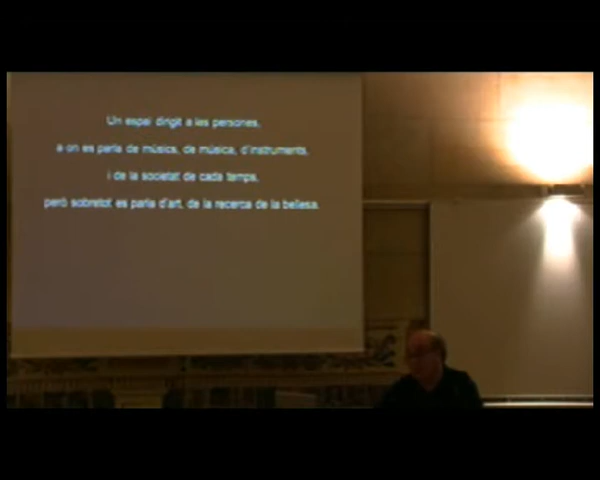 Un espai dirigit a les persones,
a on es parla de músics, de música, d'instruments,
i de la societat de cada temps,
però sobretot es parla d'art, de la recerca de la bellesa.